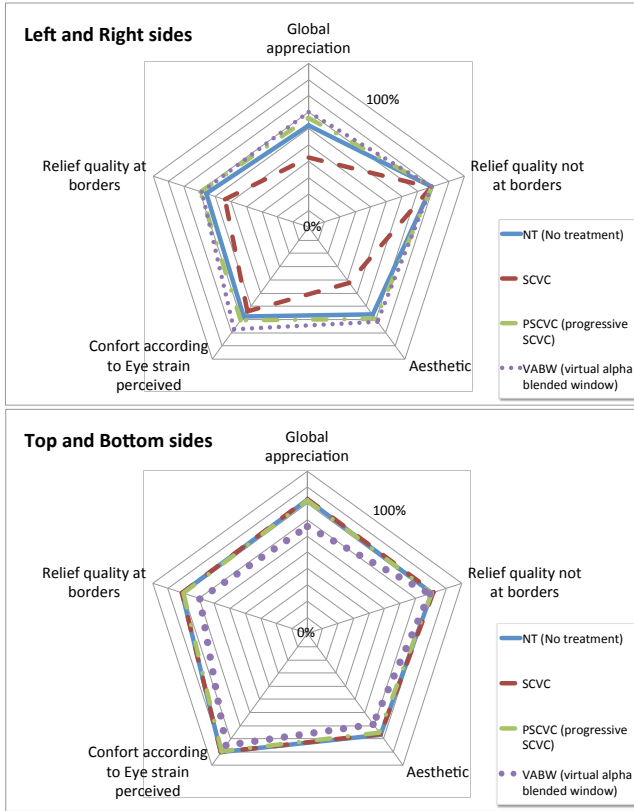 Left and Right sides
Global
appreciation
100%
Relief quality at
borders
Relief quality not
at borders
0%
NT (No treatment)
SCVC
PSCVC (progressive
SCVC)
VABW (virtual alpha
blended window)
Confort according
to Eye strain
perceived
Aesthetic
Top and Bottom sides
Global
appreciation
100%
Relief quality at
borders
Relief quality not
at borders
0%
NT (No treatment)
SCVC
PSCVC (progressive
SCVC)
VABW (virtual alpha
blended window)
Confort according
to Eye strain
perceived
Aesthetic